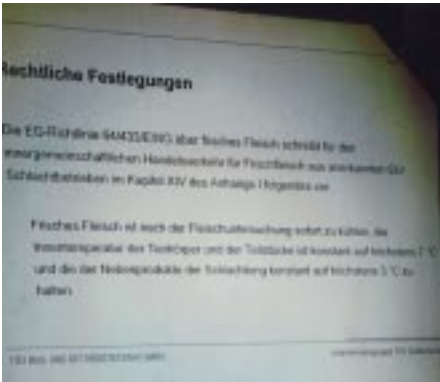 Rechtliche Festlegungen
Die EG-Richtlinie 64/433/EWG über frisches Fleisch schreibt für den
innergemeinschaftlichen Handelsverkehr für Frischfleisch aus anerkannten EU-
Schlachtbetrieben im Kapitel XIV des Anhangs I folgendes vor
Frisches Fleisch ist nach der Fleischuntersuchung sofort zu kühlen, die
Innentemperatur der Tierkörper und der Teilstücke ist konstant auf höchstens 7 °C
und die der Nebenprodukte der Schlachtung konstant auf höchstens 3 °C zu
halten.